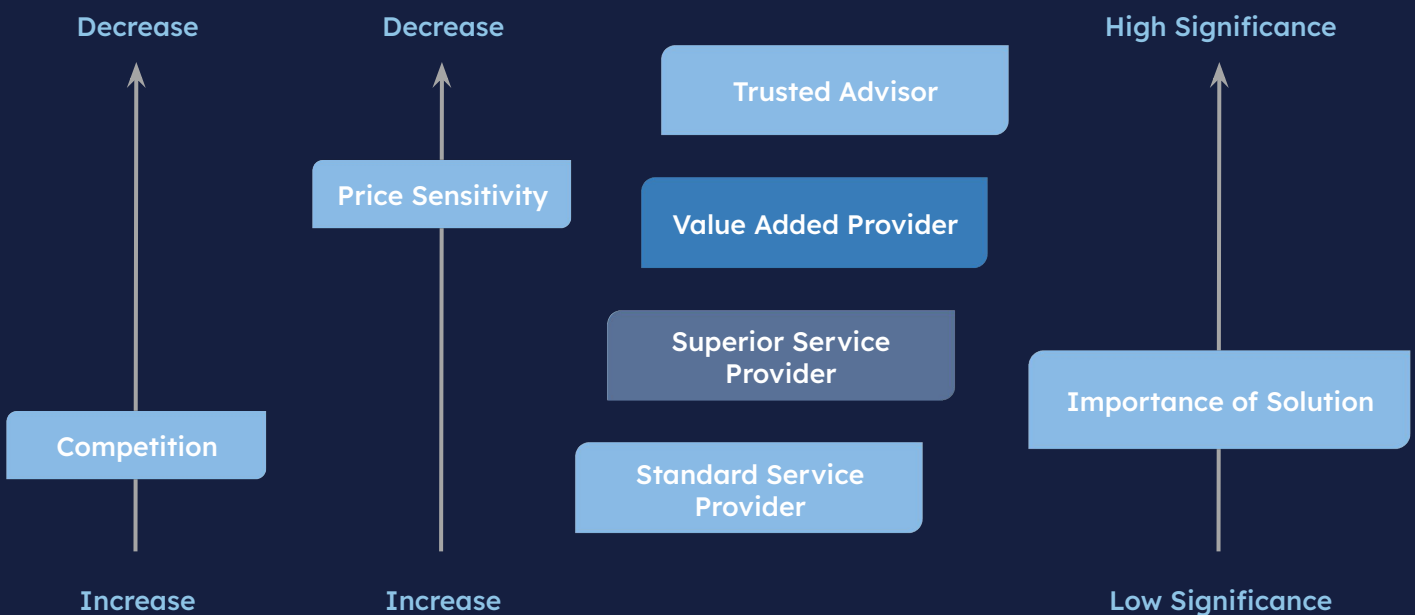 Decrease
Decrease
High Significance
Trusted Advisor
Price Sensitivity
Value Added Provider
Superior Service
Provider
Importance of Solution
Competition
Standard Service
Provider
Increase
Increase
Low Significance